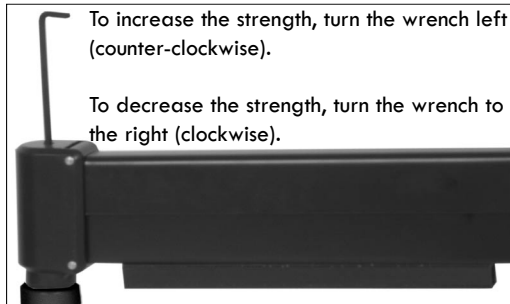 To increase the strength, turn the wrench left
(counter-clockwise).
To decrease the strength, turn the wrench to
the right (clockwise).